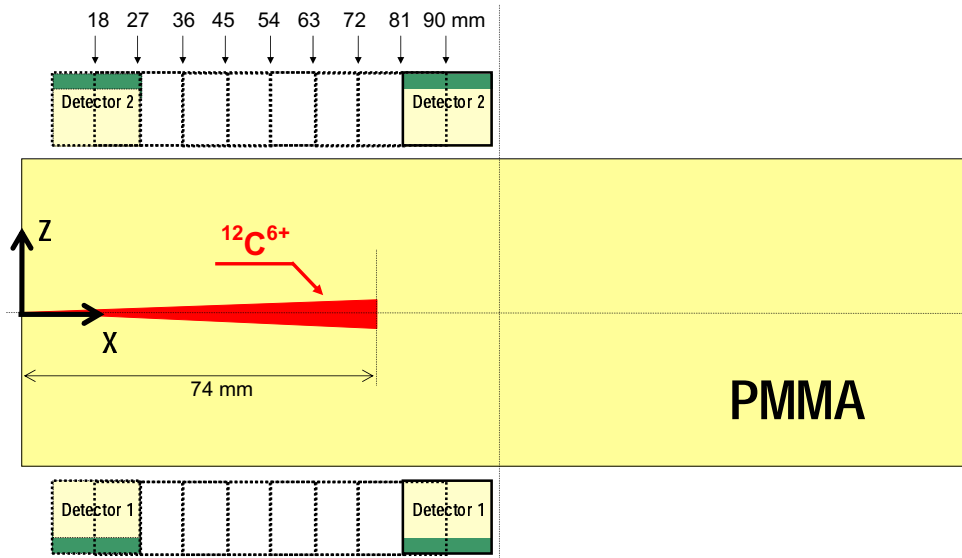 18 27 36 45 54 63 72 81 90 mm
Detector 2 Detector 2
Z
12C6+
X
74 mm
PMMA
Detector 1 Detector 1